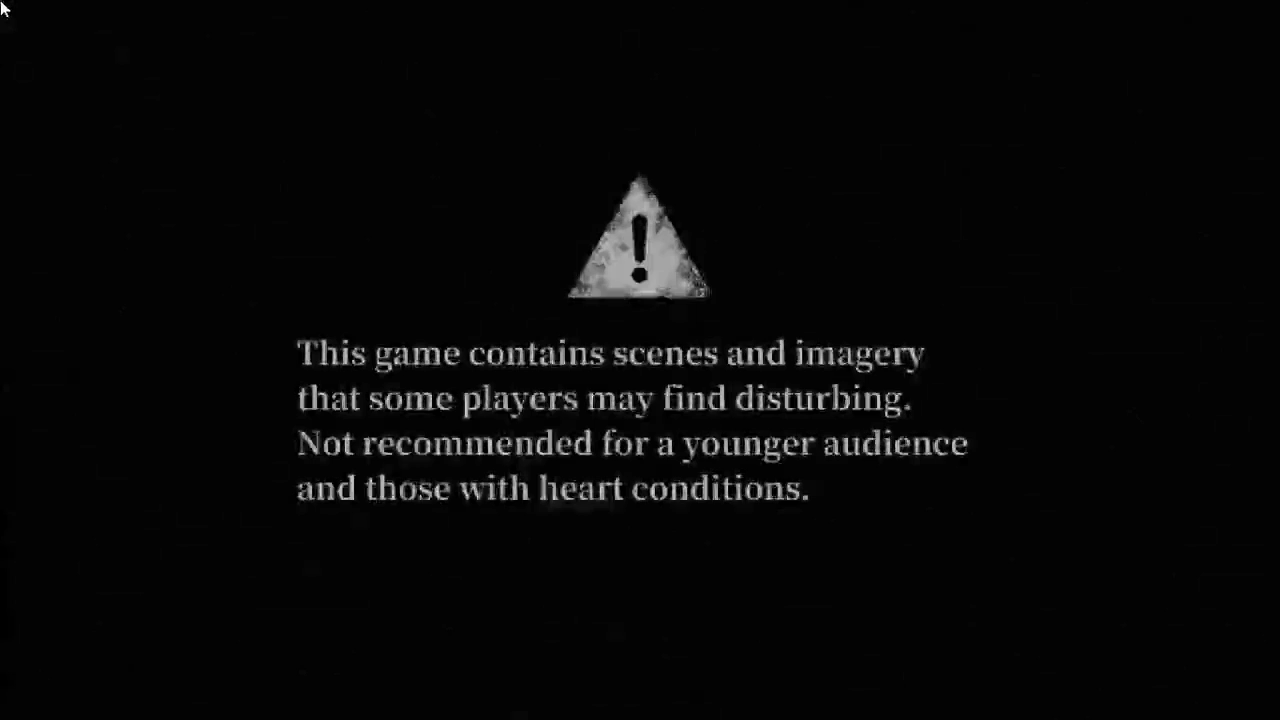 This game contains scenes and imagery
that some players may find disturbing.
Not recommended for a younger audience
and those with heart conditions.